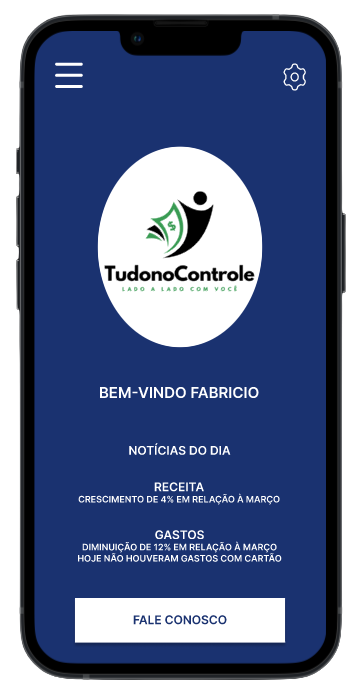 TudonoControle
LADO A LADO COM VOCÊ
BEM-VINDO FABRICIO
NOTÍCIAS DO DIA
RECEITA
CRESCIMENTO DE 4% EM RELAÇÃO À MARÇO
GASTOS
DIMINUIÇÃO DE 12% EM RELAÇÃO À MARÇO
HOJE NÃO HOUVERAM GASTOS COM CARTÃO
FALE CONOSCO